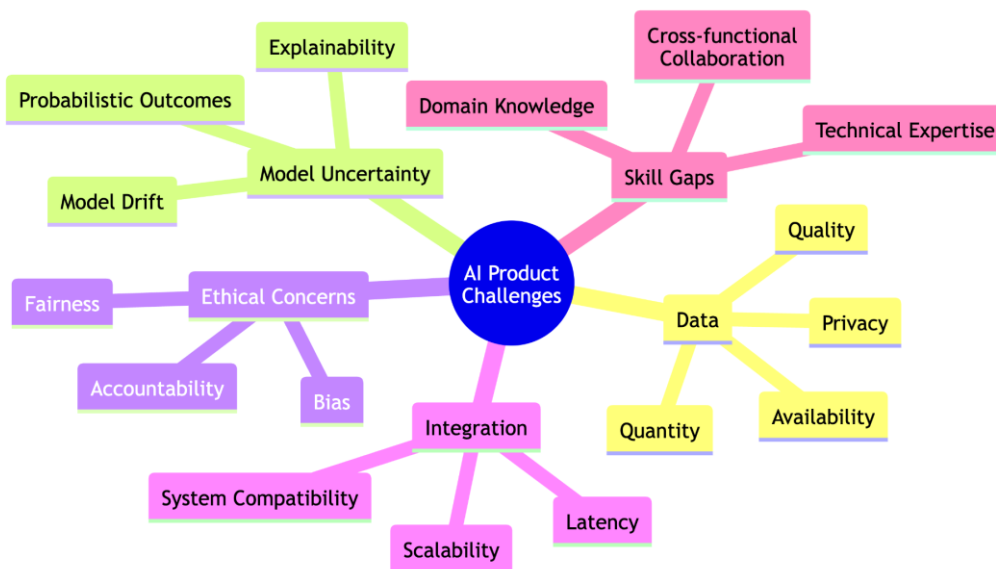 Explainability
Cross-functional
Collaboration
Probabilistic Outcomes
Domain Knowledge
Technical Expertise
Model Uncertainty
Skill Gaps
Model Drift
Quality
AI Product
Challenges
Ethical Concerns
Fairness
Data
Privacy
Accountability
Bias
Integration
Quantity
Availability
System Compatibility
Latency
Scalability